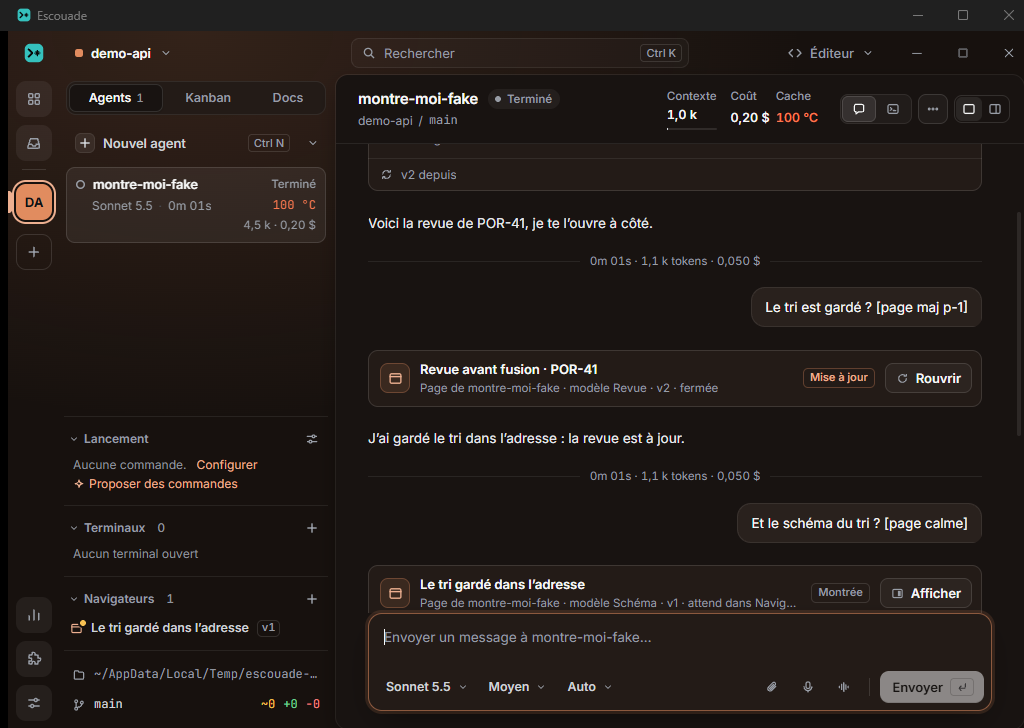 Escouade
demo-api
Rechercher
Ctrl K
Éditeur
Agents 1
Kanban
Docs
Nouvel agent
Ctrl N
montre-moi-fake
Terminé
Sonnet 5.5 · 0m 01s
100 °C
4,5 k · 0,20 $
DA
Lancement
Aucune commande. Configurer
Proposer des commandes
Terminaux 0
Aucun terminal ouvert
Navigateurs 1
Le tri gardé dans l’adresse v1
~/AppData/Local/Temp/escouade-…
main
~0 +0 -0
montre-moi-fake
Terminé
demo-api / main
Contexte
1,0 k
Coût
0,20 $
Cache
100 °C
v2 depuis
Voici la revue de POR-41, je te l’ouvre à côté.
0m 01s · 1,1 k tokens · 0,050 $
Le tri est gardé ? [page maj p-1]
Revue avant fusion · POR-41
Page de montre-moi-fake · modèle Revue · v2 · fermée
Mise à jour
Rouvrir
J’ai gardé le tri dans l’adresse : la revue est à jour.
0m 01s · 1,1 k tokens · 0,050 $
Et le schéma du tri ? [page calme]
Le tri gardé dans l’adresse
Page de montre-moi-fake · modèle Schéma · v1 · attend dans Navig…
Montrée
Afficher
Envoyer un message à montre-moi-fake…
Sonnet 5.5
Moyen
Auto
Envoyer